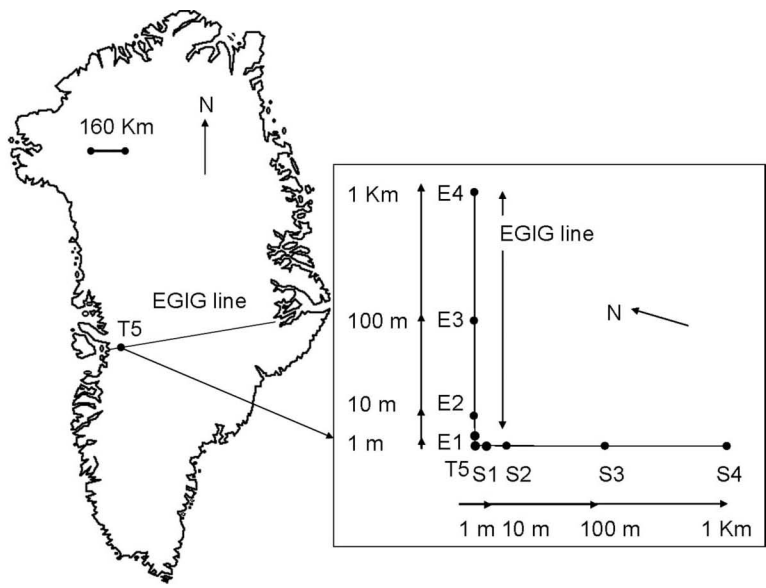 N
160 Km
EGIG line
T5
1 Km
E4
EGIG line
100 m
E3
N
10 m
E2
1 m
E1
T5
S1
S2
S3
S4
1 m
10 m
100 m
1 Km